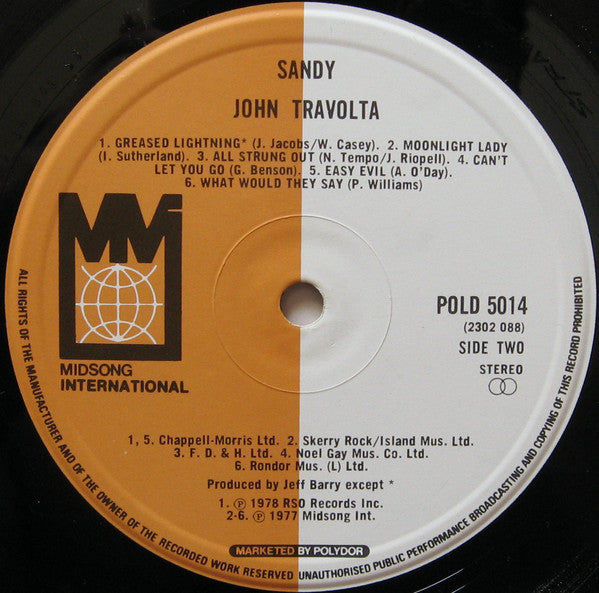 SANDY
JOHN TRAVOLTA
1. GREASED LIGHTNING* (J. Jacobs/W. Casey). 2. MOONLIGHT LADY
(I. Sutherland). 3. ALL STRUNG OUT (N. Tempo/J. Riopell). 4. CAN'T
LET YOU GO (G. Benson). 5. EASY EVIL (A. O'Day).
6. WHAT WOULD THEY SAY (P. Williams)
MM
MIDSONG
INTERNATIONAL
POLD 5014
(2302 088)
SIDE TWO
STEREO
1, 5. Chappell-Morris Ltd. 2. Skerry Rock/Island Mus. Ltd.
3. F. D. & H. Ltd. 4. Noel Gay Mus. Co. Ltd.
6. Rondor Mus. (L) Ltd.
Produced by Jeff Barry except *
1. ℗ 1978 RSO Records Inc.
2-6. ℗ 1977 Midsong Int.
MARKETED BY POLYDOR
ALL RIGHTS OF THE MANUFACTURER AND OF THE OWNER OF THE RECORDED WORK RESERVED UNAUTHORISED PUBLIC PERFORMANCE BROADCASTING AND COPYING OF THIS RECORD PROHIBITED